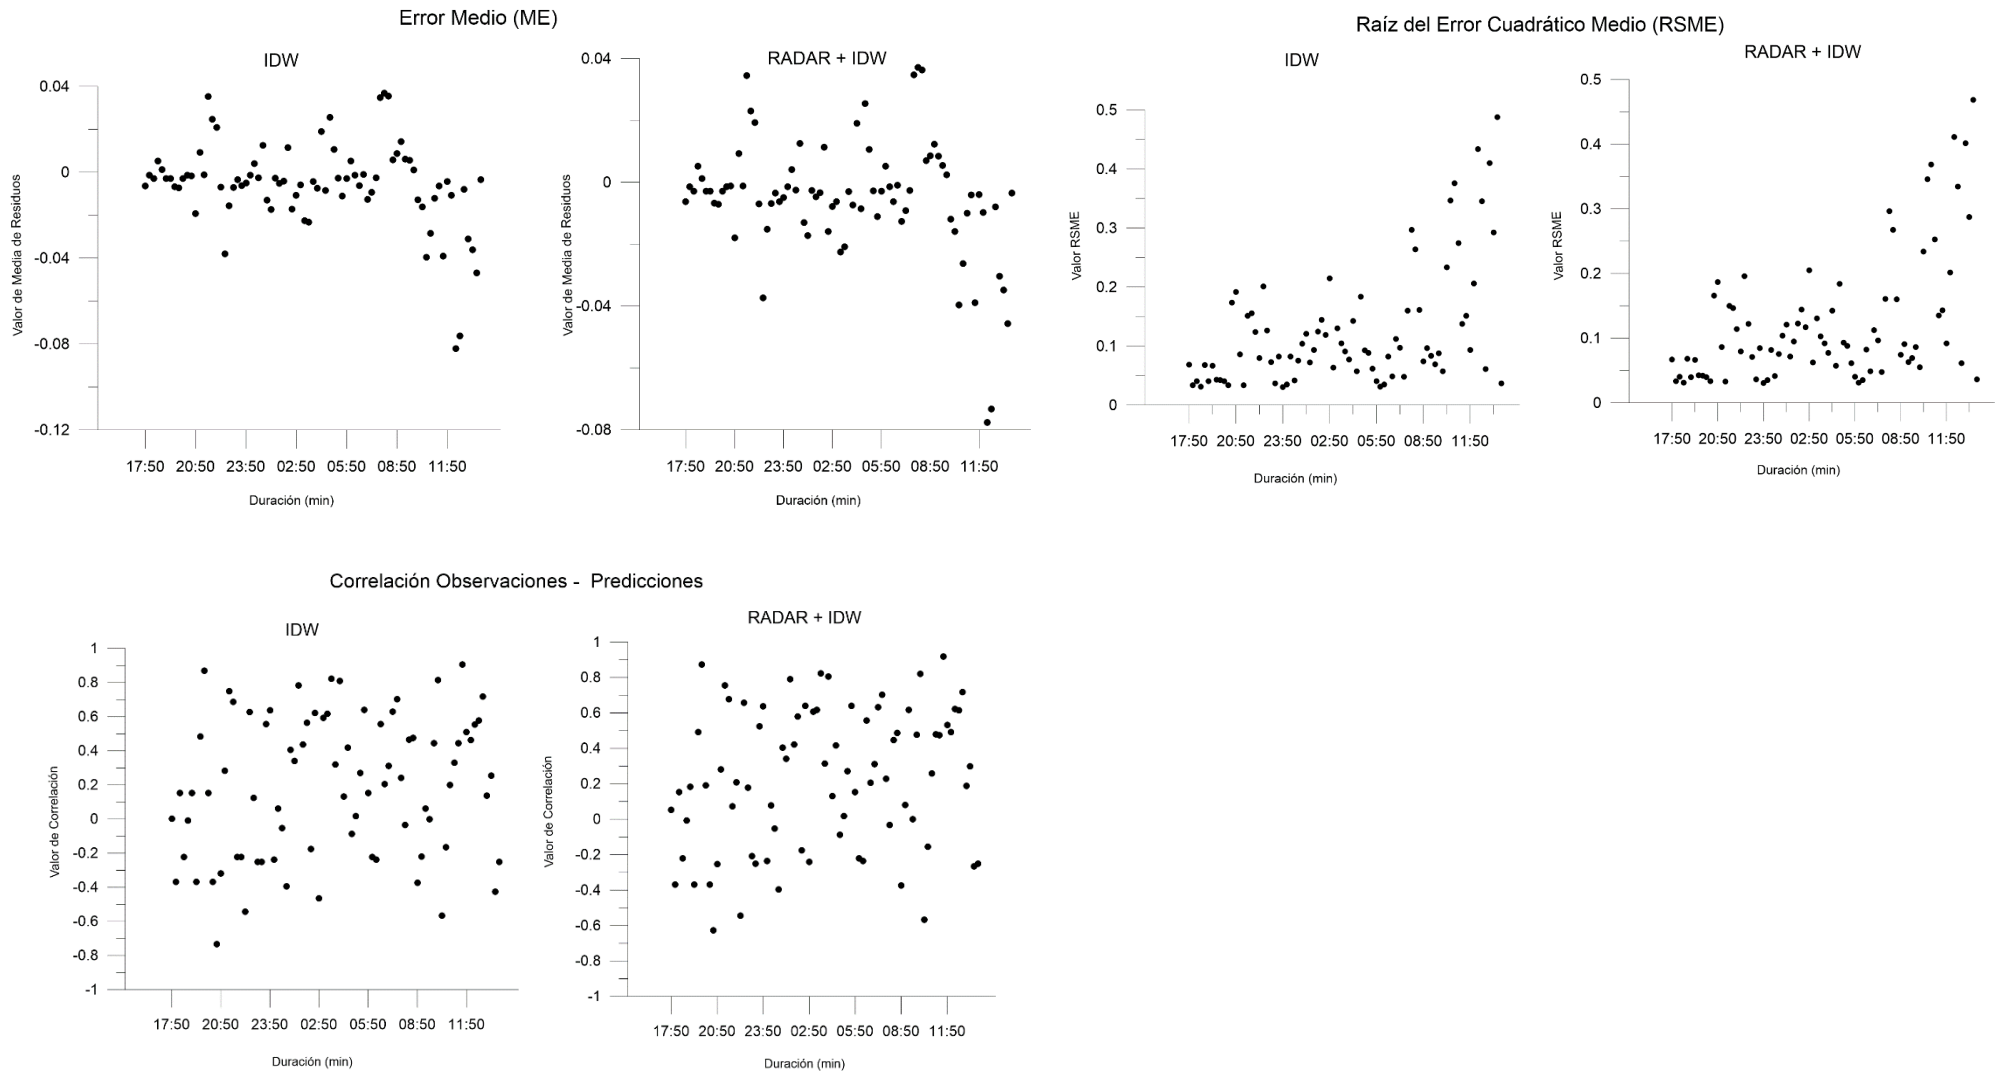 Error Medio (ME)
IDW
0.04
0
-0.04
-0.08
-0.12
Valor de Media de Residuos
17:50 20:50 23:50 02:50 05:50 08:50 11:50
Duración (min)
RADAR + IDW
0.04
0
-0.04
-0.08
Valor de Media de Residuos
17:50 20:50 23:50 02:50 05:50 08:50 11:50
Duración (min)
Raíz del Error Cuadrático Medio (RSME)
IDW
0.5
0.4
0.3
0.2
0.1
0
Valor RSME
17:50 20:50 23:50 02:50 05:50 08:50 11:50
Duración (min)
RADAR + IDW
0.5
0.4
0.3
0.2
0.1
0
Valor RSME
17:50 20:50 23:50 02:50 05:50 08:50 11:50
Duración (min)
Correlación Observaciones - Predicciones
IDW
1
0.8
0.6
0.4
0.2
0
-0.2
-0.4
-0.6
-0.8
-1
Valor de Correlación
17:50 20:50 23:50 02:50 05:50 08:50 11:50
Duración (min)
RADAR + IDW
1
0.8
0.6
0.4
0.2
0
-0.2
-0.4
-0.6
-0.8
-1
Valor de Correlación
17:50 20:50 23:50 02:50 05:50 08:50 11:50
Duración (min)